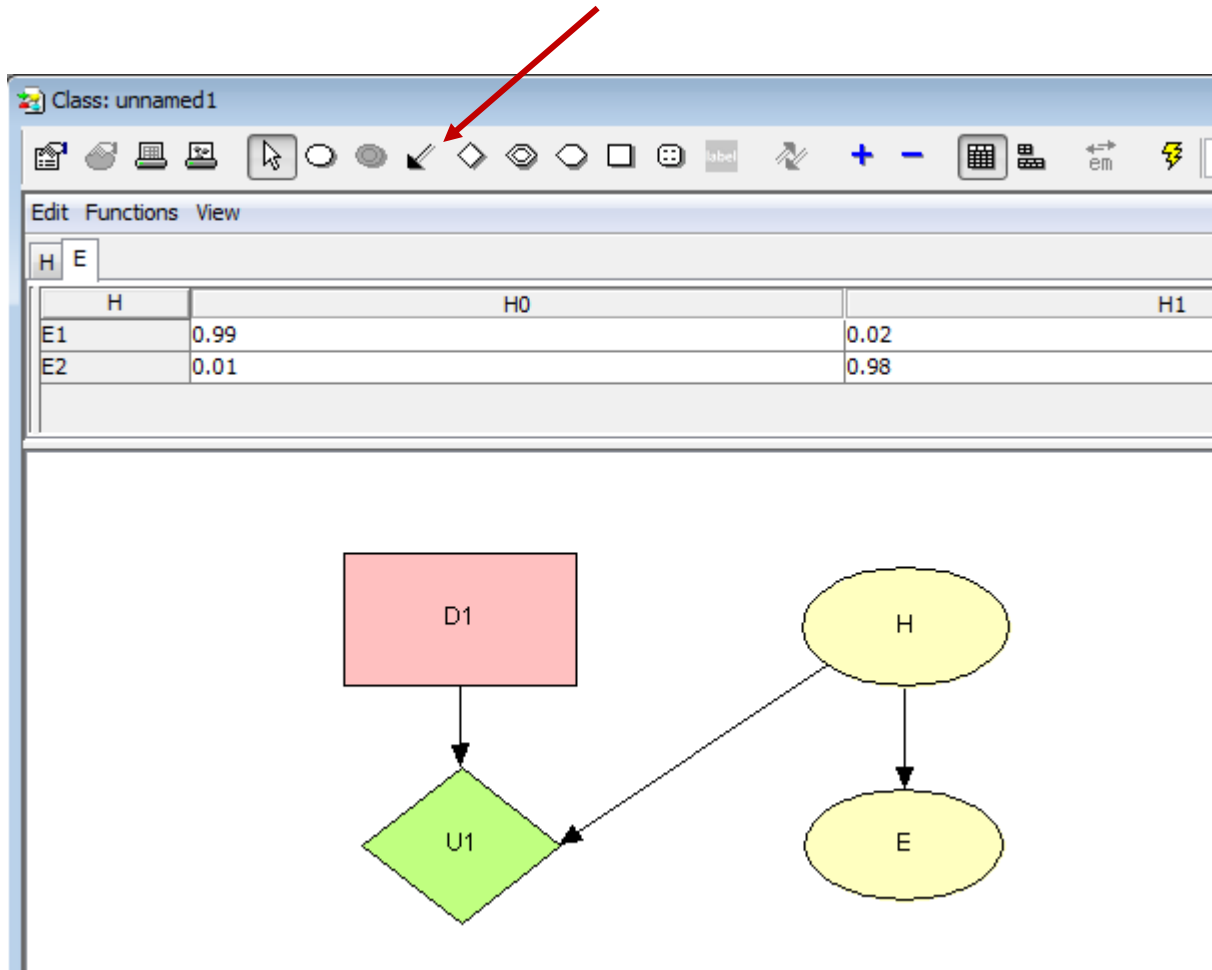 Class: unnamed1
label
em
Edit Functions View
H E
H H0 H1
E1 0.99 0.02
E2 0.01 0.98
D1
H
U1
E